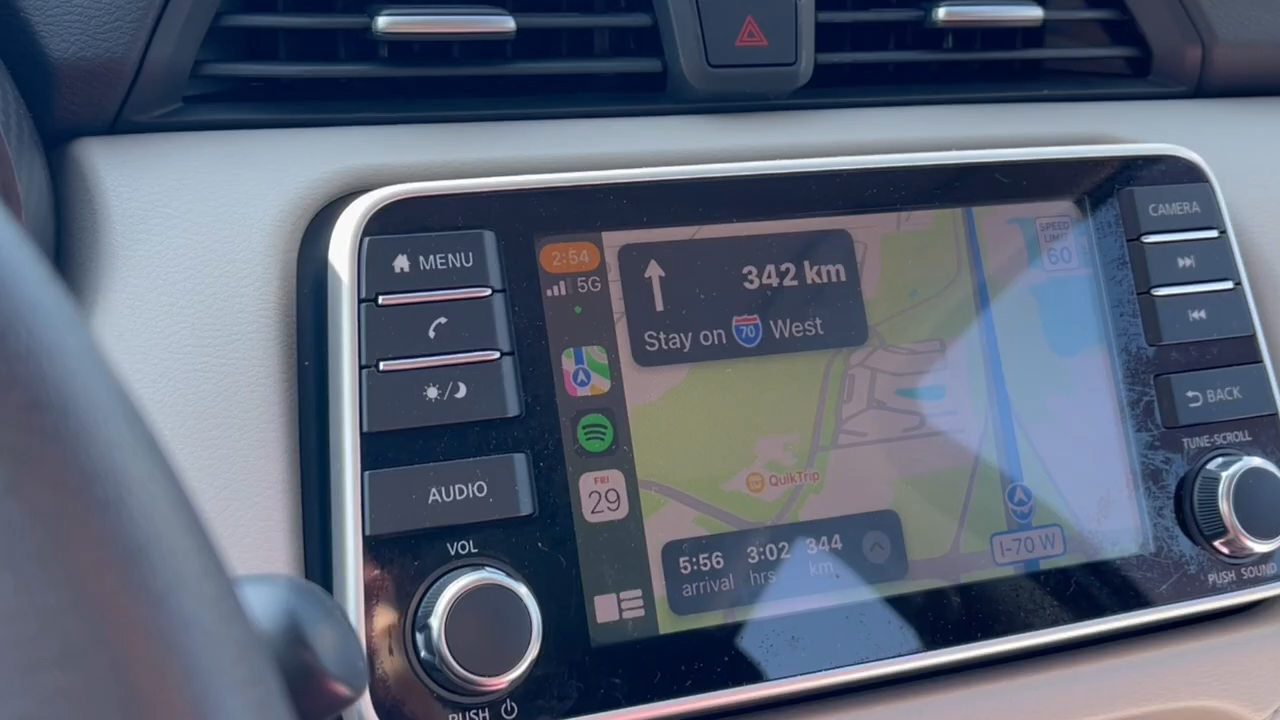 MENU
AUDIO
VOL
PUSH
2:54
5G
FRI
29
342 km
Stay on 70 West
QuikTrip
5:56 3:02 344
arrival hrs km
SPEED
LIMIT
60
I-70 W
CAMERA
BACK
TUNE·SCROLL
PUSH SOUND